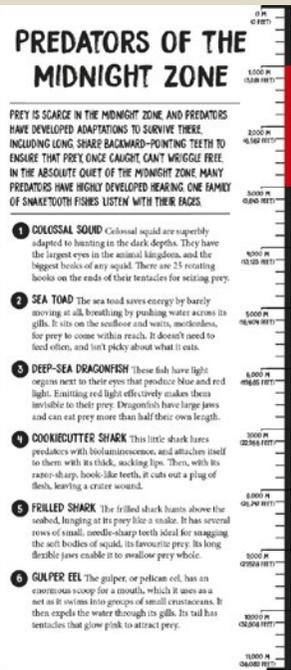 PREDATORS OF THE
MIDNIGHT ZONE
PREY IS SCARCE IN THE MIDNIGHT ZONE, AND PREDATORS
HAVE DEVELOPED ADAPTATIONS TO SURVIVE THERE,
INCLUDING LONG, SHARP BACKWARD-POINTING TEETH TO
ENSURE THAT PREY, ONCE CAUGHT, CAN'T WRIGGLE FREE.
IN THE ABSOLUTE QUIET OF THE MIDNIGHT ZONE, MANY
PREDATORS HAVE HIGHLY DEVELOPED HEARING. ONE FAMILY
OF SNAKETOOTH FISHES 'LISTEN' WITH THEIR FACES.
1 COLOSSAL SQUID Colossal squid are superbly
adapted to hunting in the dark depths. They have
the largest eyes in the animal kingdom, and the
biggest beaks of any squid. There are 25 rotating
hooks on the ends of their tentacles for seizing prey.
2 SEA TOAD The sea toad saves energy by barely
moving at all, breathing by pushing water across its
gills. It sits on the seafloor and waits, motionless,
for prey to come within reach. It doesn't need to
feed often, and isn't picky about what it eats.
3 DEEP-SEA DRAGONFISH These fish have light
organs next to their eyes that produce blue and red
light. Emitting red light effectively makes them
invisible to their prey. Dragonfish have large jaws
and can eat prey more than half their own length.
4 COOKIECUTTER SHARK This little shark lures
predators with bioluminescence, and attaches itself
to them with its thick, sucking lips. Then, with its
razor-sharp, hook-like teeth, it cuts out a plug of
flesh, leaving a crater wound.
5 FRILLED SHARK The frilled shark hunts above the
seabed, lunging at its prey like a snake. It has several
rows of small, needle-sharp teeth ideal for snagging
the soft bodies of squid, its favourite prey. Its long
flexible jaws enable it to swallow prey whole.
6 GULPER EEL The gulper, or pelican eel, has an
enormous scoop for a mouth, which it uses as a
net as it swims into groups of small crustaceans. It
then expels the water through its gills. Its tail has
tentacles that glow pink to attract prey.
0 M
(0 FEET)
1,000 M
2,000 M
3,000 M
4,000 M
5,000 M
6,000 M
7,000 M
8,000 M
9,000 M
10,000 M
11,000 M